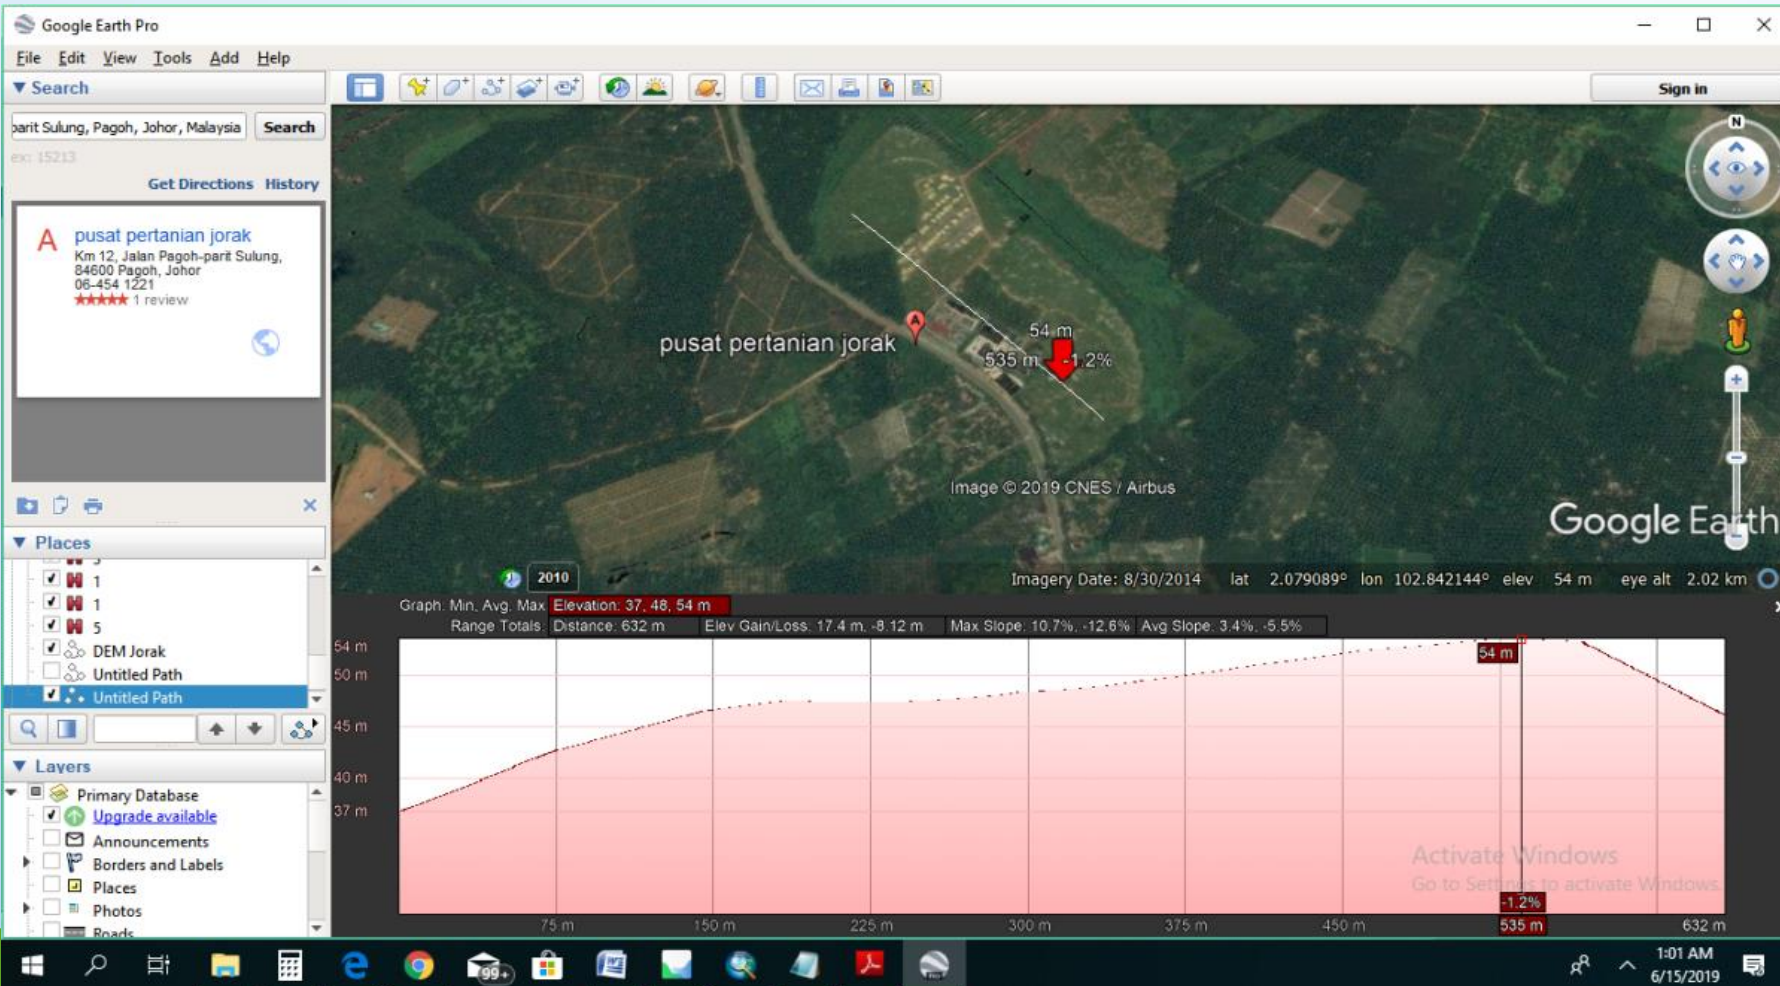 Google Earth Pro
File Edit View Tools Add Help
Search
parit Sulung, Pagoh, Johor, Malaysia Search
ex: 15213
Get Directions History
A pusat pertanian jorak
Km 12, Jalan Pagoh-parit Sulung,
84600 Pagoh, Johor
06-454 1221
1 review
Sign in
N
A
54 m
pusat pertanian jorak
535 m -1.2%
Image © 2019 CNES / Airbus
Google Earth
2010
Imagery Date: 8/30/2014 lat 2.079089° lon 102.842144° elev 54 m eye alt 2.02 km
Places
1
1
5
DEM Jorak
Untitled Path
Untitled Path
Layers
Primary Database
Upgrade available
Announcements
Borders and Labels
Places
Photos
Roads
Graph: Min, Avg, Max Elevation: 37, 48, 54 m
Range Totals: Distance: 632 m Elev Gain/Loss: 17.4 m, -8.12 m Max Slope: 10.7%, -12.6% Avg Slope: 3.4%, -5.5%
54 m
50 m
45 m
40 m
37 m
54 m
Activate Windows
Go to Settings to activate Windows.
-1.2%
75 m 150 m 225 m 300 m 375 m 450 m 535 m 632 m
99+
1:01 AM
6/15/2019